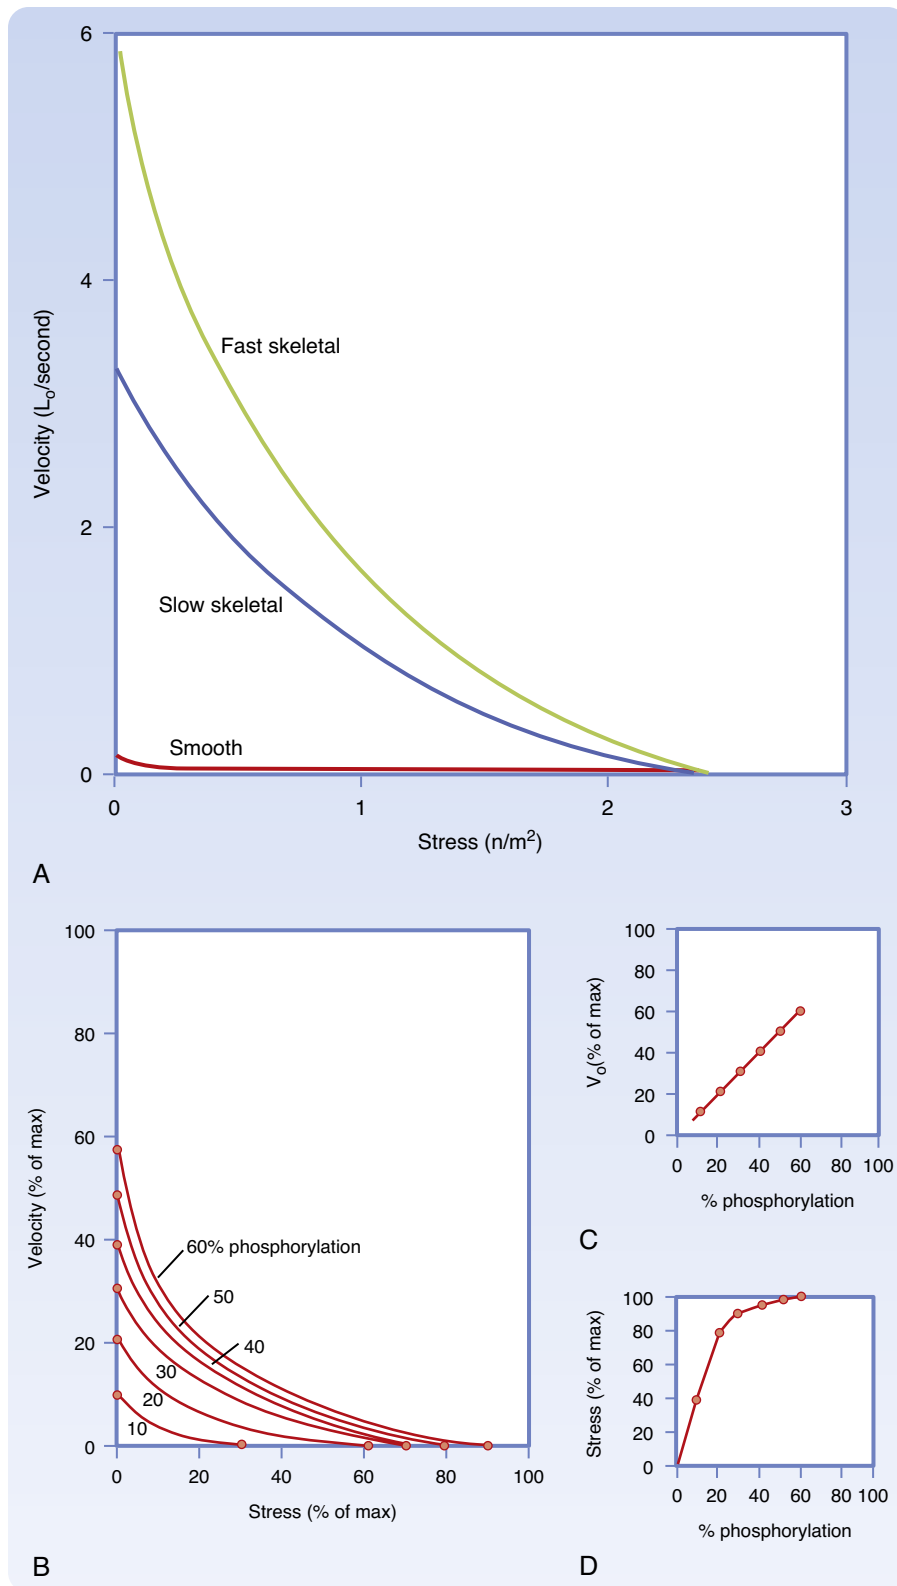 6
4
2
0
Velocity (Lo/second)
Fast skeletal
Slow skeletal
Smooth
0 1 2 3
Stress (n/m2)
A
100
80
60
40
20
0
Velocity (% of max)
60% phosphorylation
50
40
30
20
10
0 20 40 60 80 100
Stress (% of max)
B
100
80
60
40
20
0
Vo(% of max)
0 20 40 60 80 100
% phosphorylation
C
100
80
60
40
20
0
Stress (% of max)
0 20 40 60 80 100
% phosphorylation
D